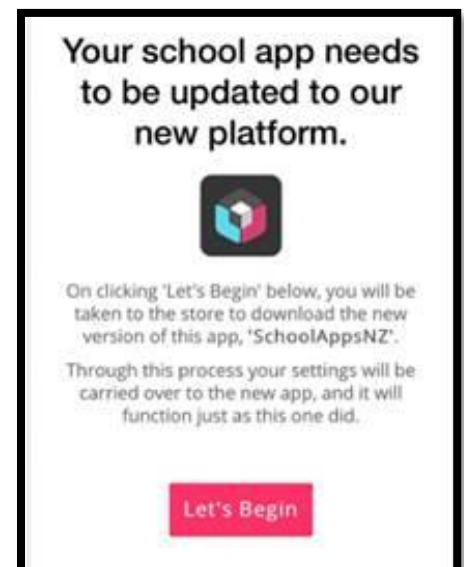 Your school app needs
to be updated to our
new platform.
On clicking 'Let's Begin' below, you will be
taken to the store to download the new
version of this app, 'SchoolAppsNZ'.
Through this process your settings will be
carried over to the new app, and it will
function just as this one did.
Let's Begin